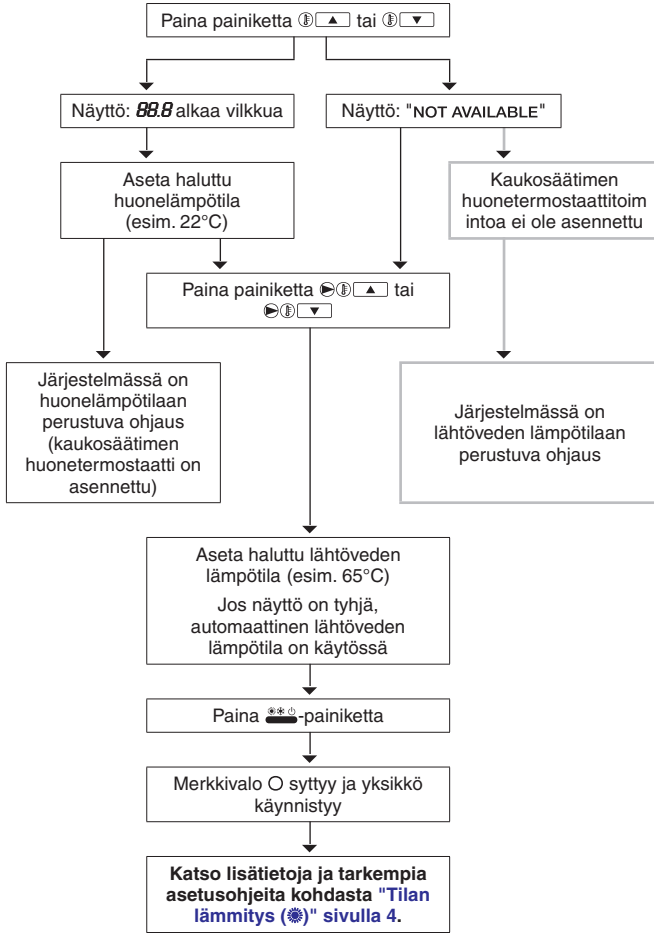 Paina painiketta ▲ tai ▼
Näyttö: 88.8 alkaa vilkkua
Näyttö: "NOT AVAILABLE"
Aseta haluttu
huonelämpötila
(esim. 22°C)
Kaukosäätimen
huonetermostaattitoim
intoa ei ole asennettu
Paina painiketta ▲ tai
▼
Järjestelmässä on
huonelämpötilaan
perustuva ohjaus
(kaukosäätimen
huonetermostaatti on
asennettu)
Järjestelmässä on
lähtöveden lämpötilaan
perustuva ohjaus
Aseta haluttu lähtöveden
lämpötila (esim. 65°C)
Jos näyttö on tyhjä,
automaattinen lähtöveden
lämpötila on käytössä
Paina -painiketta
Merkkivalo syttyy ja yksikkö
käynnistyy
Katso lisätietoja ja tarkempia
asetusohjeita kohdasta "Tilan
lämmitys ()" sivulla 4.